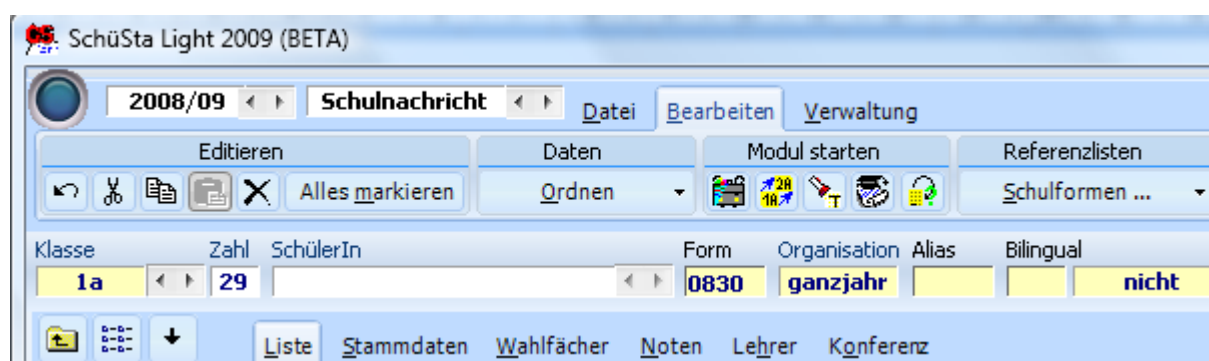 SchüSta Light 2009 (BETA)
2008/09 Schulnachricht Datei Bearbeiten Verwaltung
Editieren Daten Modul starten Referenzlisten
Alles markieren Ordnen Schulformen ...
Klasse Zahl SchülerIn Form Organisation Alias Bilingual
1a 29 0830 ganzjahr nicht
Liste Stammdaten Wahlfächer Noten Lehrer Konferenz